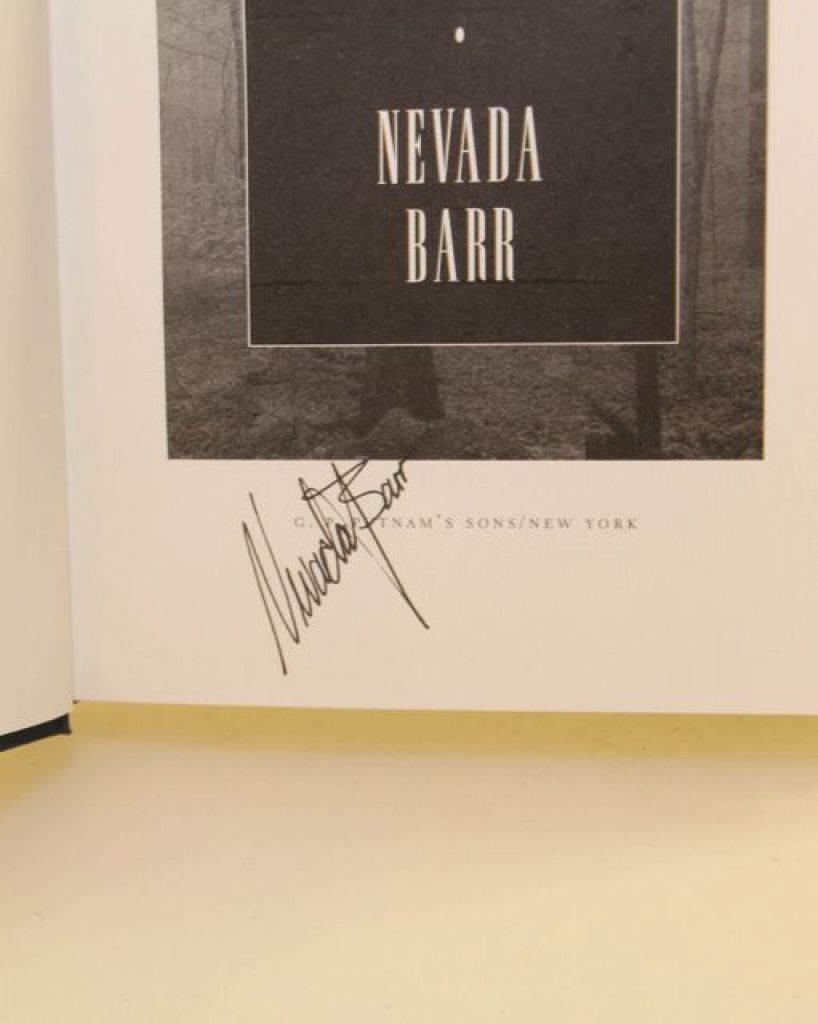 NEVADA
BARR
Nevada Barr
G. P. PUTNAM'S SONS/NEW YORK